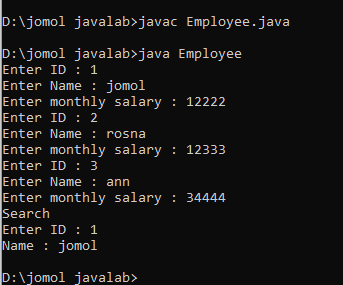 D:\jomol javalab>javac Employee.java
D:\jomol javalab>java Employee
Enter ID : 1
Enter Name : jomol
Enter monthly salary : 12222
Enter ID : 2
Enter Name : rosna
Enter monthly salary : 12333
Enter ID : 3
Enter Name : ann
Enter monthly salary : 34444
Search
Enter ID : 1
Name : jomol
D:\jomol javalab>